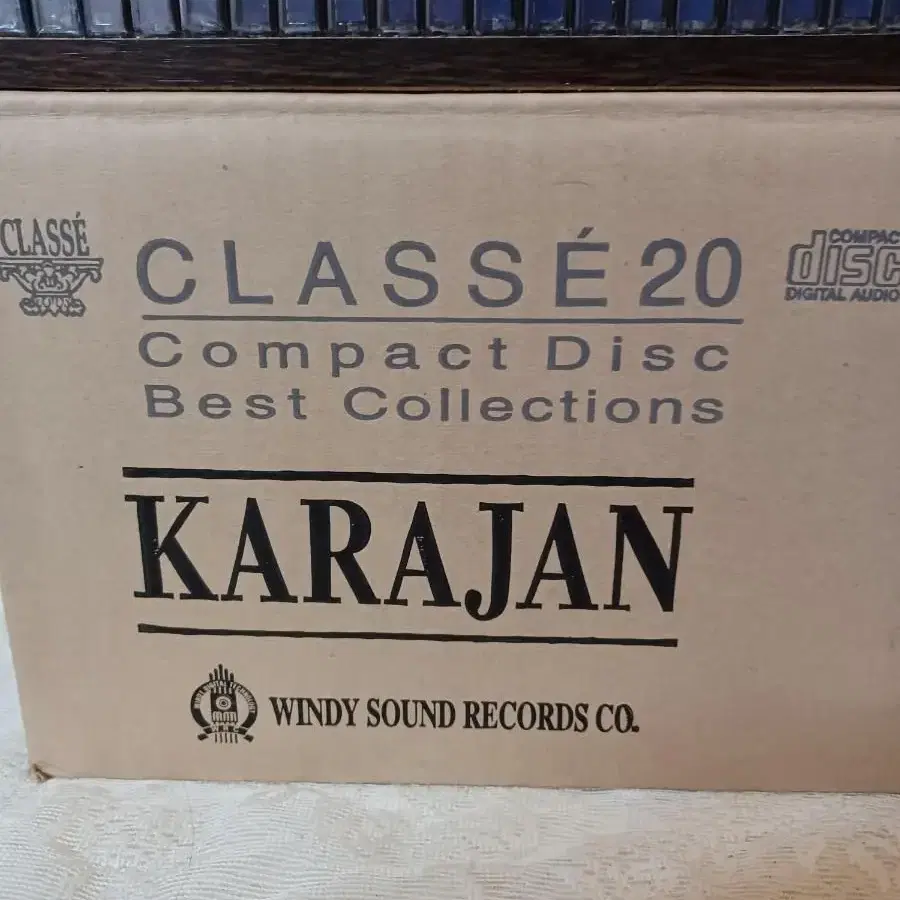 CLASSÉ
CLASSÉ 20
COMPACT
disc
DIGITAL AUDIO
Compact Disc
Best Collections
KARAJAN
WINDY SOUND RECORDS CO.